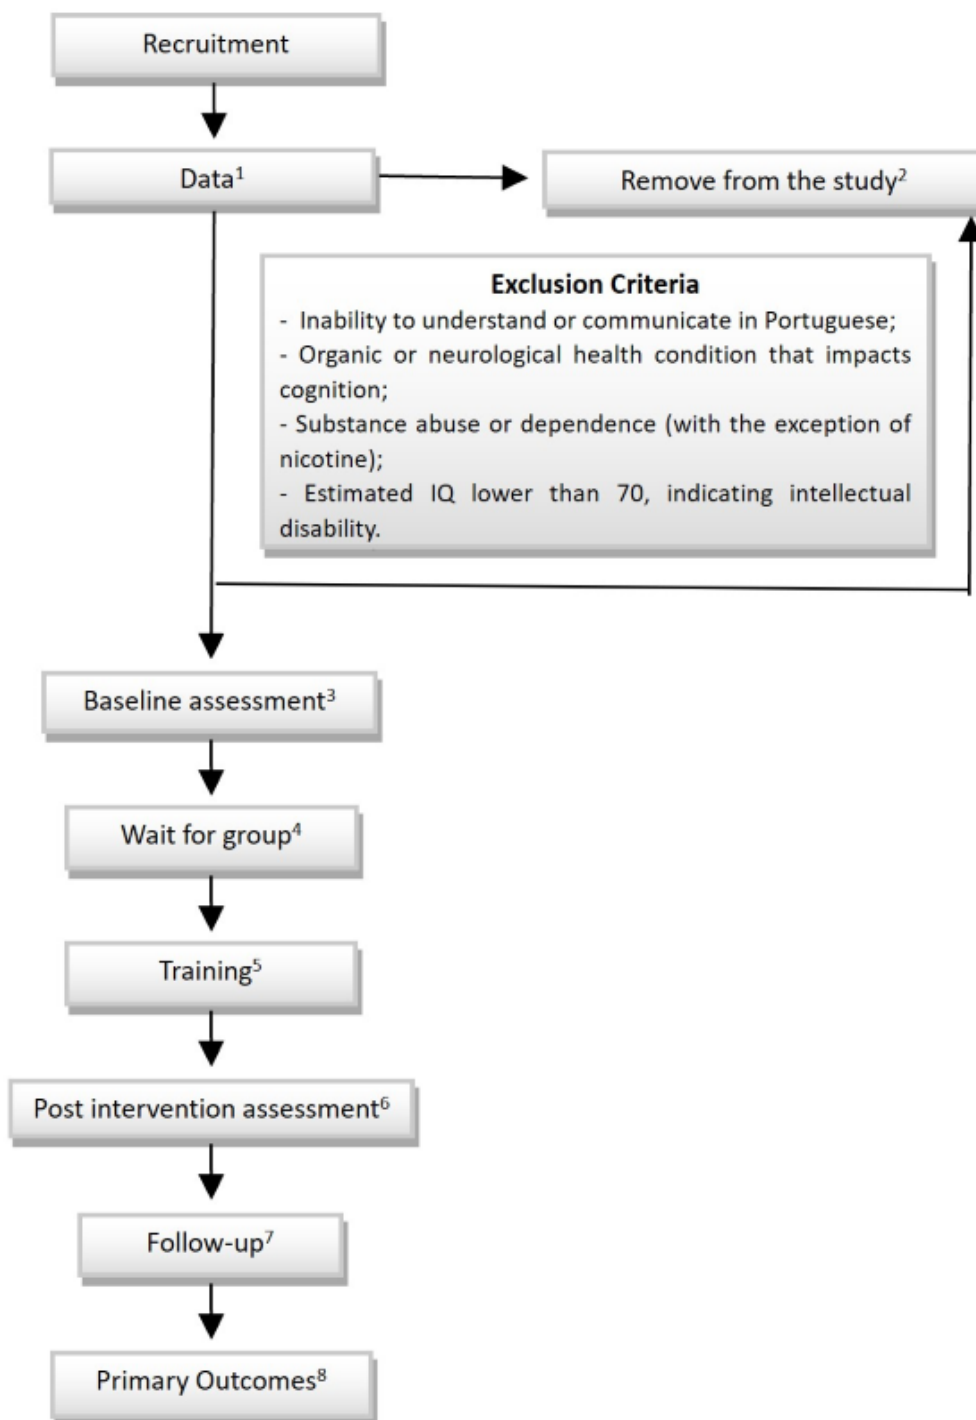 Recruitment
Data¹
Remove from the study²
Exclusion Criteria
- Inability to understand or communicate in Portuguese;
- Organic or neurological health condition that impacts
cognition;
- Substance abuse or dependence (with the exception of
nicotine);
- Estimated IQ lower than 70, indicating intellectual
disability.
Baseline assessment³
Wait for group⁴
Training⁵
Post intervention assessment⁶
Follow-up⁷
Primary Outcomes⁸